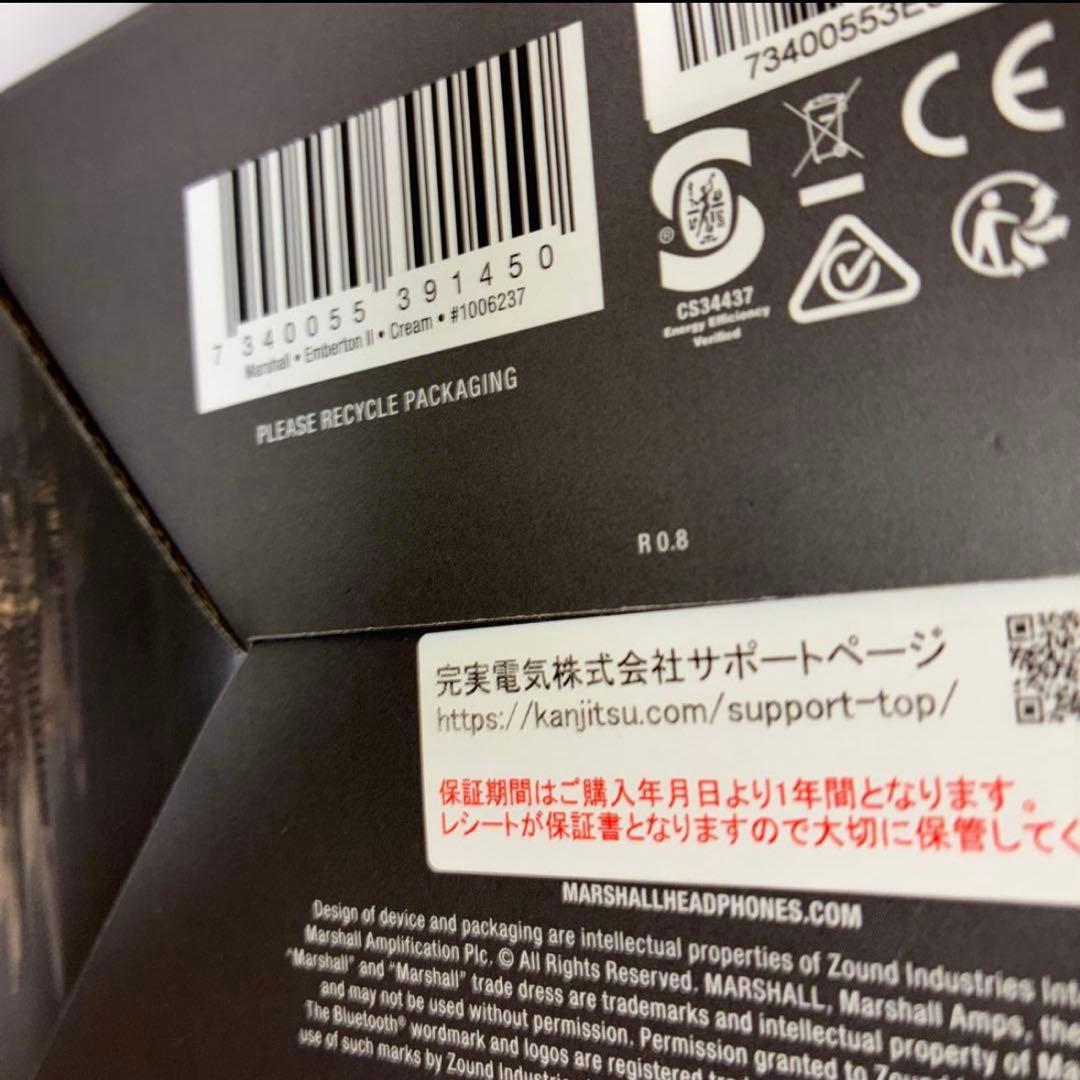 73400553E
CE
7 340055 391450
Marshall • Emberton II • Cream • #1006237
PLEASE RECYCLE PACKAGING
S
®
CS34437
Energy Efficiency
Verified
R 0.8
完実電気株式会社サポートページ
https://kanjitsu.com/support-top/
保証期間はご購入年月日より1年間となります。
レシートが保証書となりますので大切に保管してく
MARSHALLHEADPHONES.COM
Design of device and packaging are intellectual properties of Zound Industries Int
Marshall Amplification Plc. © All Rights Reserved. MARSHALL, Marshall Amps, the
"Marshall" and "Marshall" trade dress are trademarks and intellectual property of Ma
and may not be used without permission. Permission granted to Zound
The Bluetooth® wordmark and logos are registered tra
use of such marks by Zound Industri